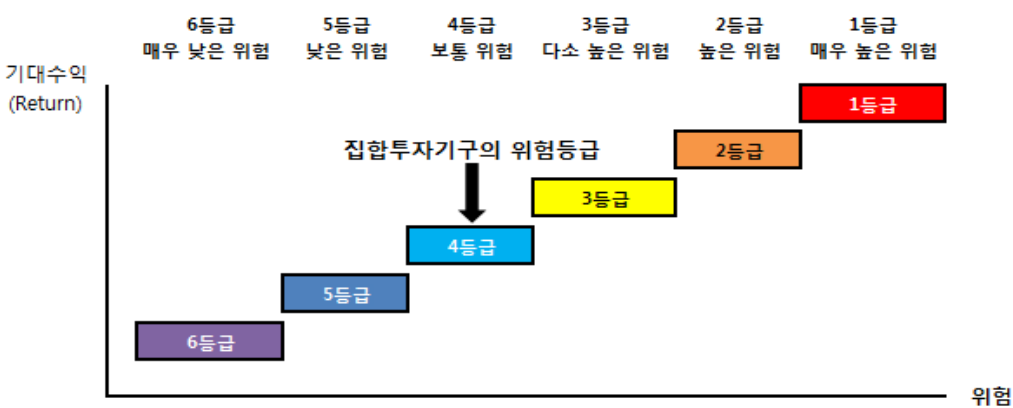 6등급 5등급 4등급 3등급 2등급 1등급
매우 낮은 위험 낮은 위험 보통 위험 다소 높은 위험 높은 위험 매우 높은 위험
기대수익
(Return)
1등급
집합투자기구의 위험등급
2등급
3등급
4등급
5등급
6등급
위험